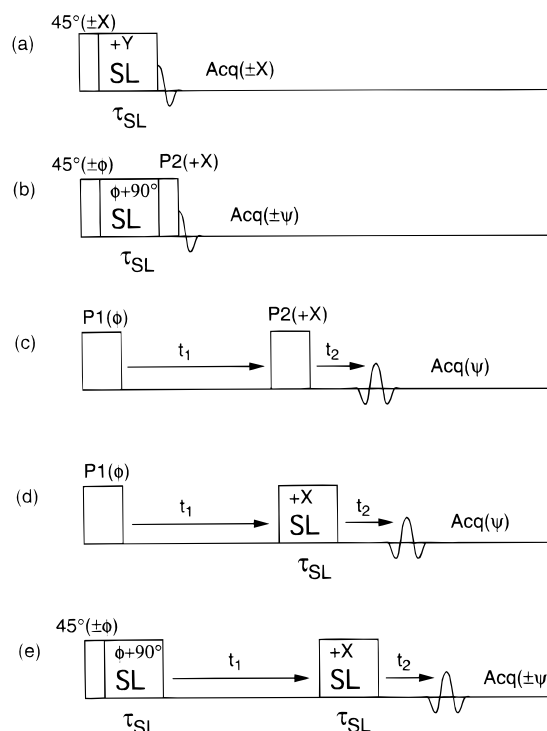 (a)
45°(±X)
+Y
SL
Acq(±X)
τSL
(b)
45°(±ϕ) P2(+X)
ϕ+90°
SL
Acq(±ψ)
τSL
(c)
P1(ϕ) P2(+X)
t1 t2
Acq(ψ)
(d)
P1(ϕ)
+X
SL
t1 t2
Acq(ψ)
τSL
(e)
45°(±ϕ)
ϕ+90° +X
SL t1 SL t2
Acq(±ψ
τSL τSL